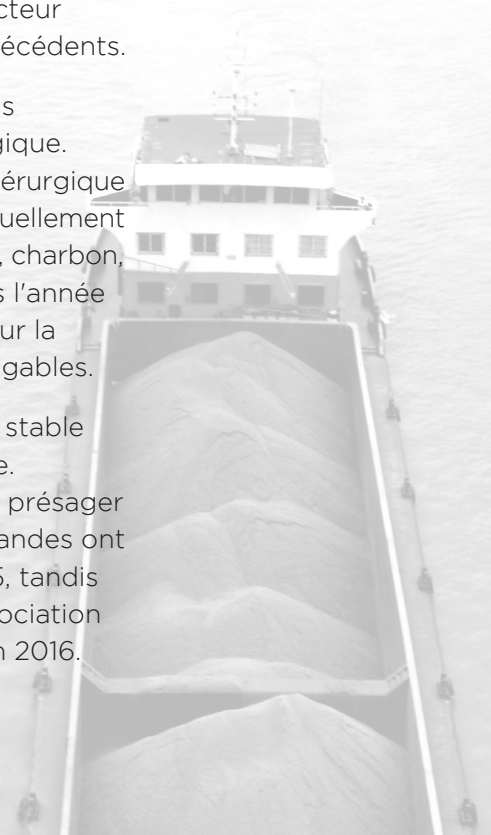 cteur
écédents.
s
gique.
érurgique
uellement
, charbon,
s l'année
ur la
gables.
stable
e.
présager
andes ont
5, tandis
ociation
n 2016.